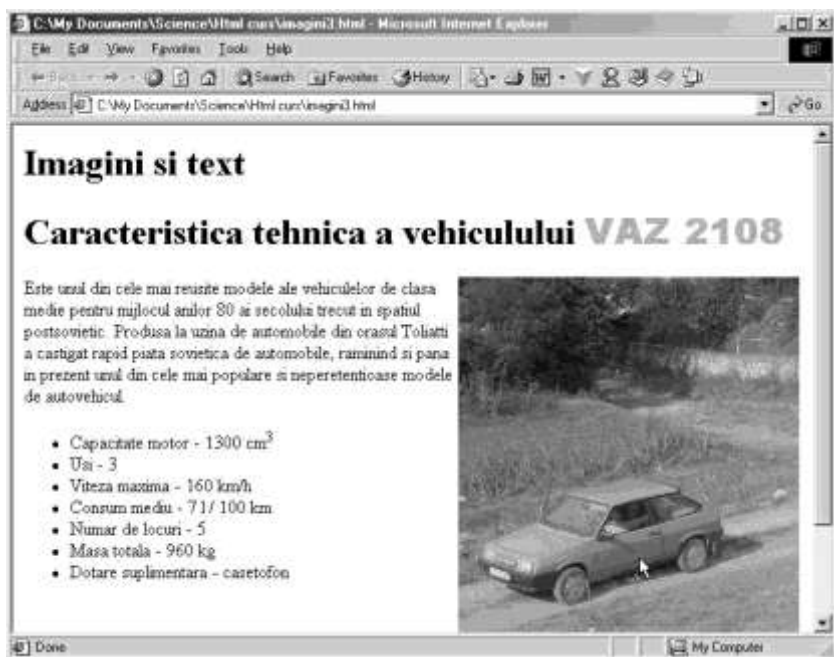 C:\My Documents\Science\Html curs\imagini3.html - Microsoft Internet Explorer
File Edit View Favorites Tools Help
Search Favorites History
Address C:\My Documents\Science\Html curs\imagini3.html Go
Imagini si text
Caracteristica tehnica a vehiculului VAZ 2108
Este unul din cele mai reusite modele ale vehiculelor de clasa
medie pentru mijlocul anilor 80 ai secolului trecut in spatiul
postsovietic. Produsa la uzina de automobile din orasul Toliatti
a castigat rapid piata sovietica de automobile, raminind si pana
in prezent unul din cele mai populare si neperetentioase modele
de autovehicul.
• Capacitate motor - 1300 cm³
• Usi - 3
• Viteza maxima - 160 km/h
• Consum mediu - 7 l/ 100 km
• Numar de locuri - 5
• Masa totala - 960 kg
• Dotare suplimentara - casetofon
Done My Computer